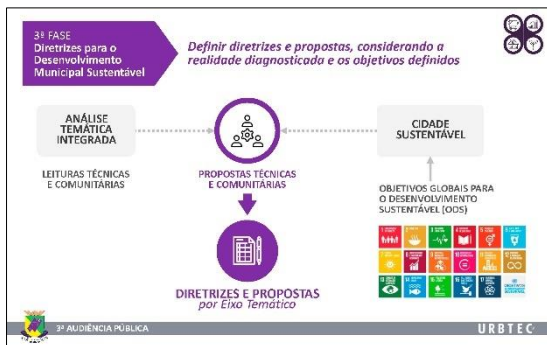 3ª FASE
Diretrizes para o
Desenvolvimento
Municipal Sustentável
Definir diretrizes e propostas, considerando a
realidade diagnosticada e os objetivos definidos
ANÁLISE
TEMÁTICA
INTEGRADA
CIDADE
SUSTENTÁVEL
LEITURAS TÉCNICAS
E COMUNITÁRIAS
PROPOSTAS TÉCNICAS
E COMUNITÁRIAS
OBJETIVOS GLOBAIS PARA
O DESENVOLVIMENTO
SUSTENTÁVEL (ODS)
DIRETRIZES E PROPOSTAS
por Eixo Temático
3ª AUDIÊNCIA PÚBLICA
URBTEC